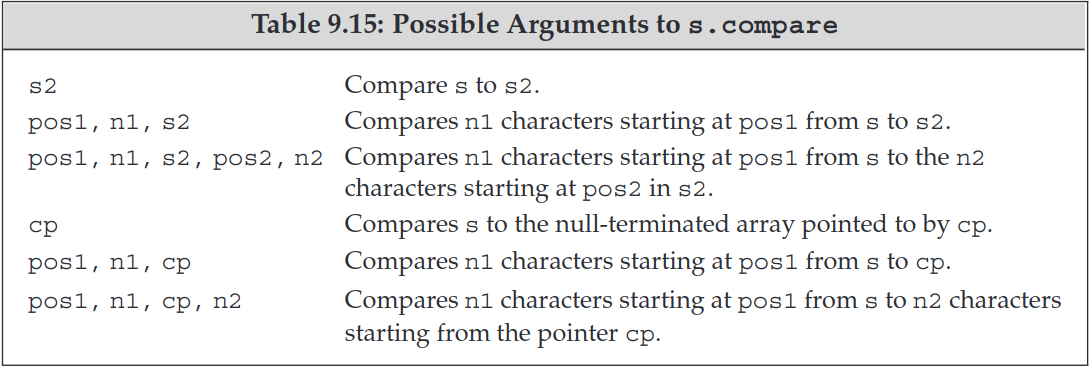 Table 9.15: Possible Arguments to s.compare
s2 Compare s to s2.
pos1, n1, s2 Compares n1 characters starting at pos1 from s to s2.
pos1, n1, s2, pos2, n2 Compares n1 characters starting at pos1 from s to the n2
characters starting at pos2 in s2.
cp Compares s to the null-terminated array pointed to by cp.
pos1, n1, cp Compares n1 characters starting at pos1 from s to cp.
pos1, n1, cp, n2 Compares n1 characters starting at pos1 from s to n2 characters
starting from the pointer cp.